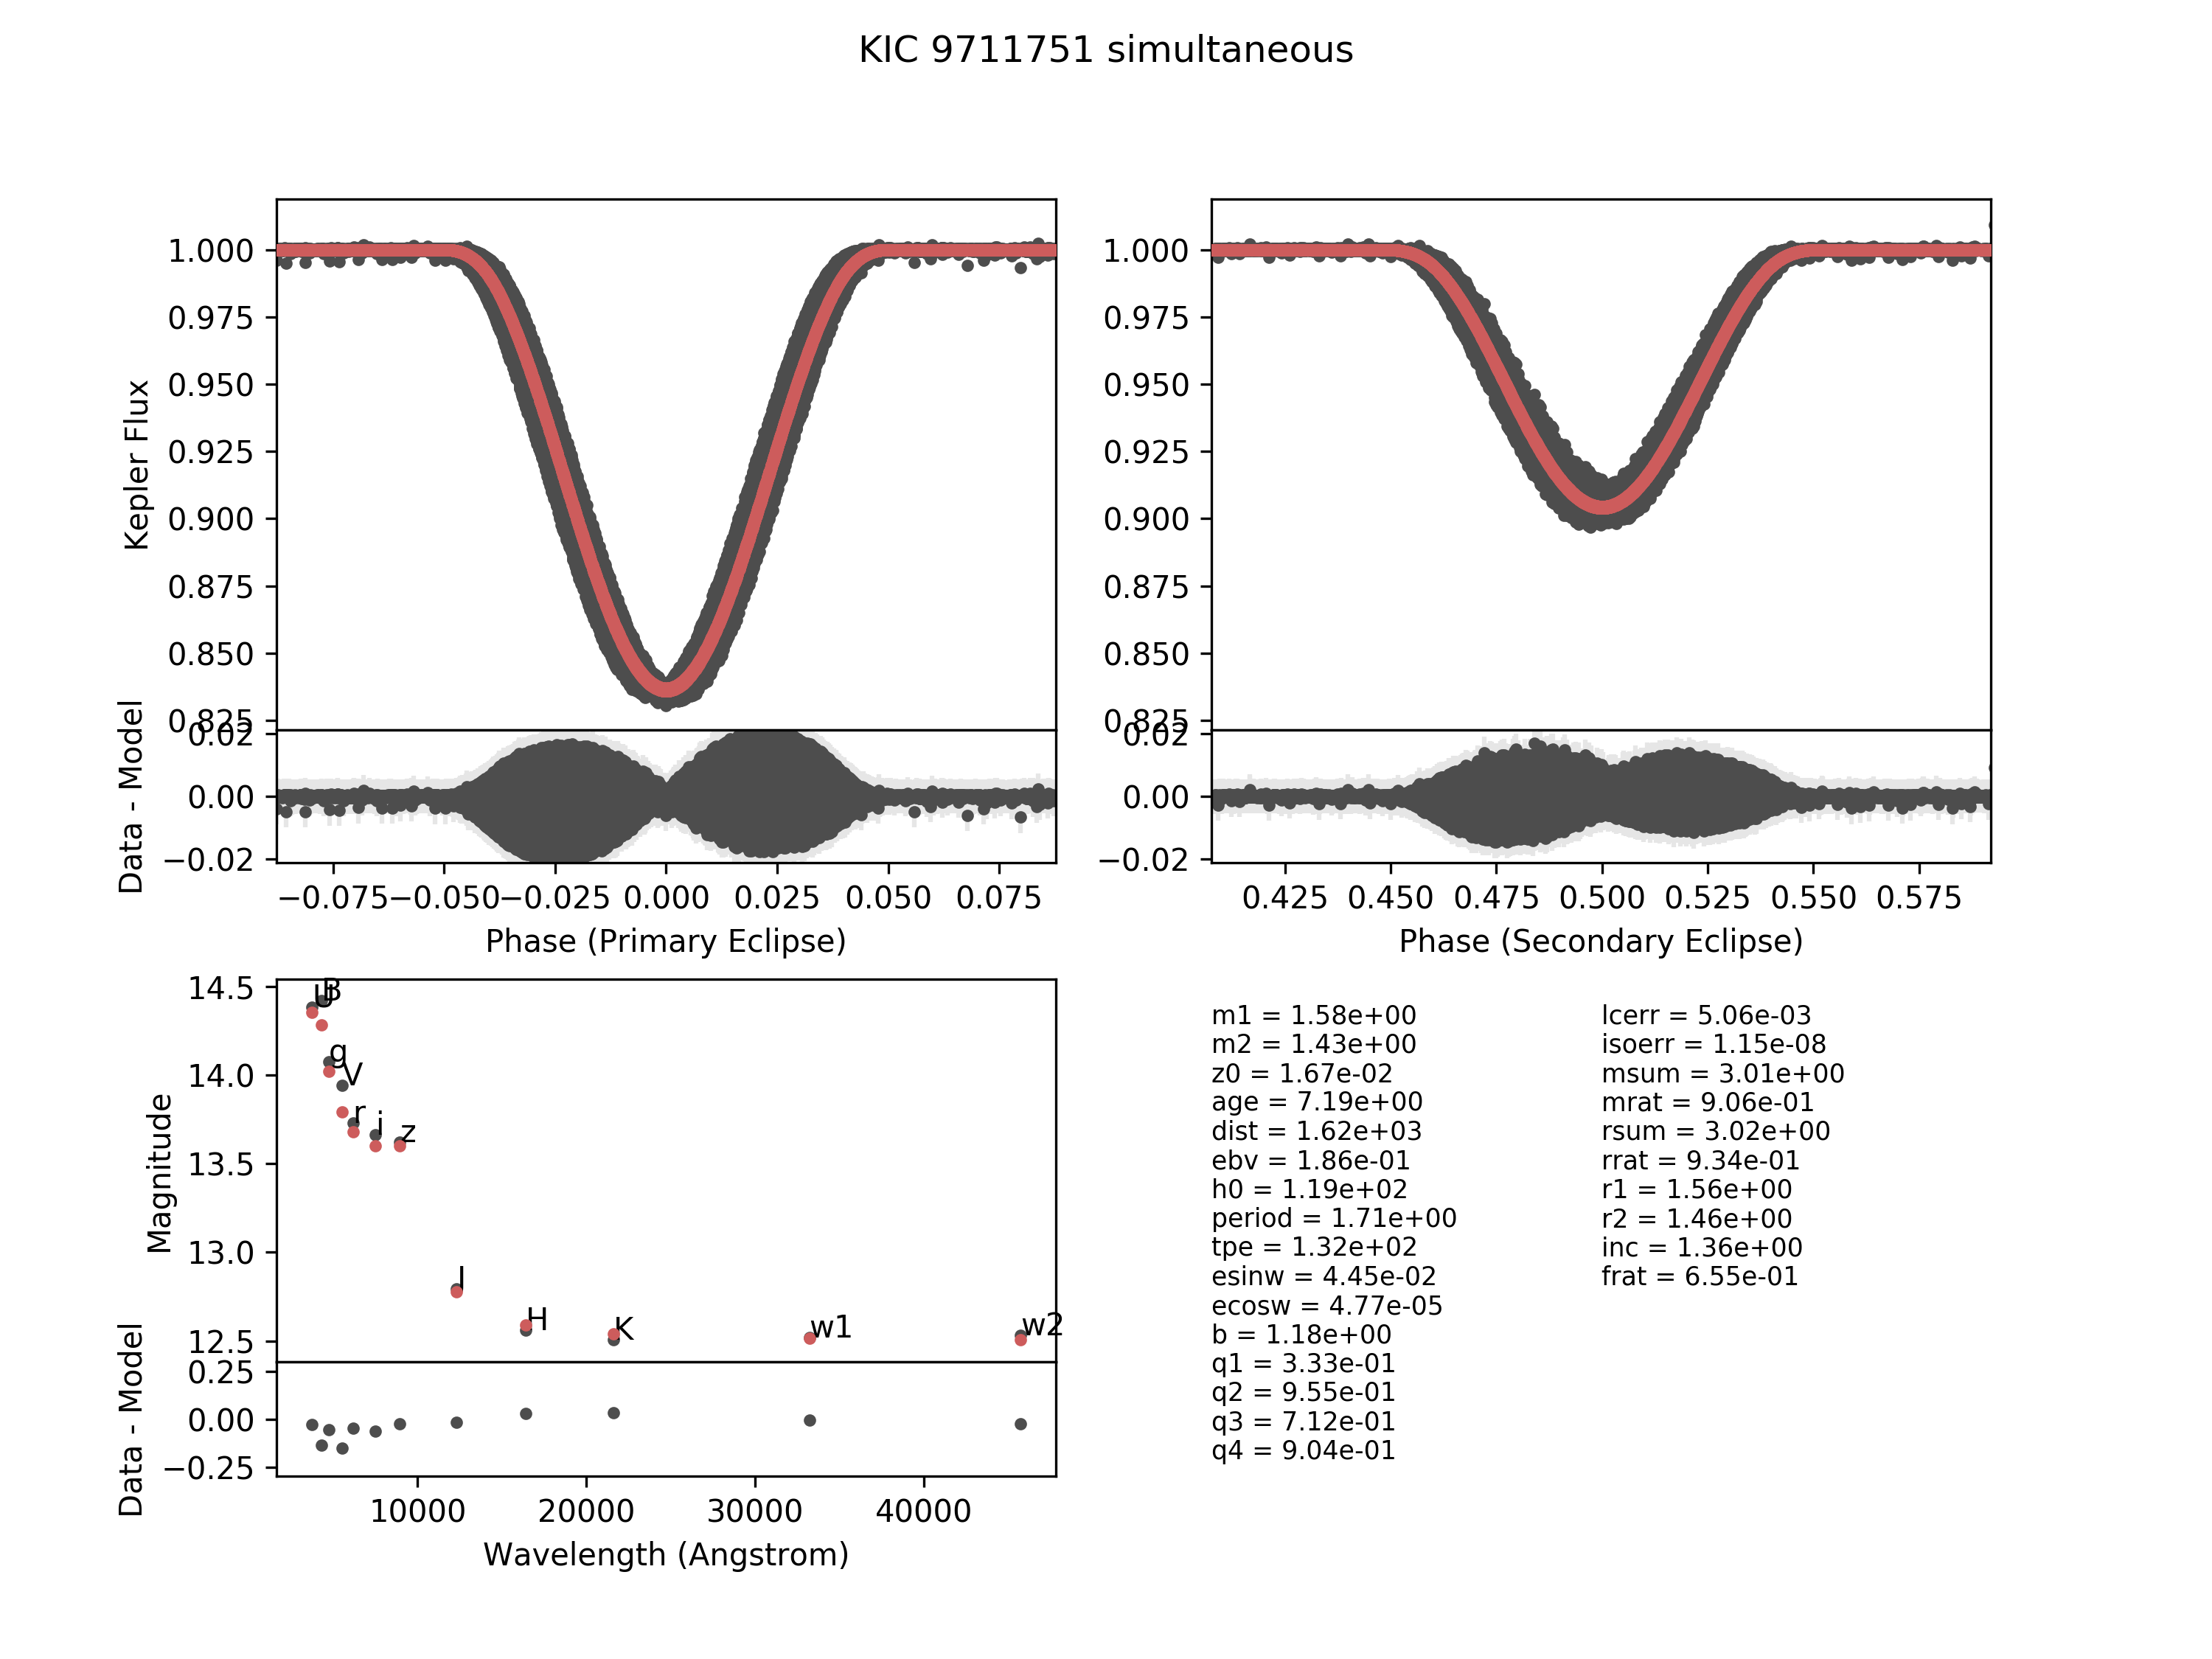 KIC 9711751 simultaneous
1.000
0.975
0.950
0.925
0.900
0.875
0.850
0.825
Kepler Flux
0.02
0.00
−0.02
Data - Model
−0.075 −0.050 −0.025 0.000 0.025 0.050 0.075
Phase (Primary Eclipse)
1.000
0.975
0.950
0.925
0.900
0.875
0.850
0.825
0.02
0.00
−0.02
0.425 0.450 0.475 0.500 0.525 0.550 0.575
Phase (Secondary Eclipse)
14.5
14.0
13.5
13.0
12.5
Magnitude
U B
g
V
r
i
z
J
H
K
w1
w2
0.25
0.00
−0.25
Data - Model
10000 20000 30000 40000
Wavelength (Angstrom)
m1 = 1.58e+00
m2 = 1.43e+00
z0 = 1.67e-02
age = 7.19e+00
dist = 1.62e+03
ebv = 1.86e-01
h0 = 1.19e+02
period = 1.71e+00
tpe = 1.32e+02
esinw = 4.45e-02
ecosw = 4.77e-05
b = 1.18e+00
q1 = 3.33e-01
q2 = 9.55e-01
q3 = 7.12e-01
q4 = 9.04e-01
lcerr = 5.06e-03
isoerr = 1.15e-08
msum = 3.01e+00
mrat = 9.06e-01
rsum = 3.02e+00
rrat = 9.34e-01
r1 = 1.56e+00
r2 = 1.46e+00
inc = 1.36e+00
frat = 6.55e-01